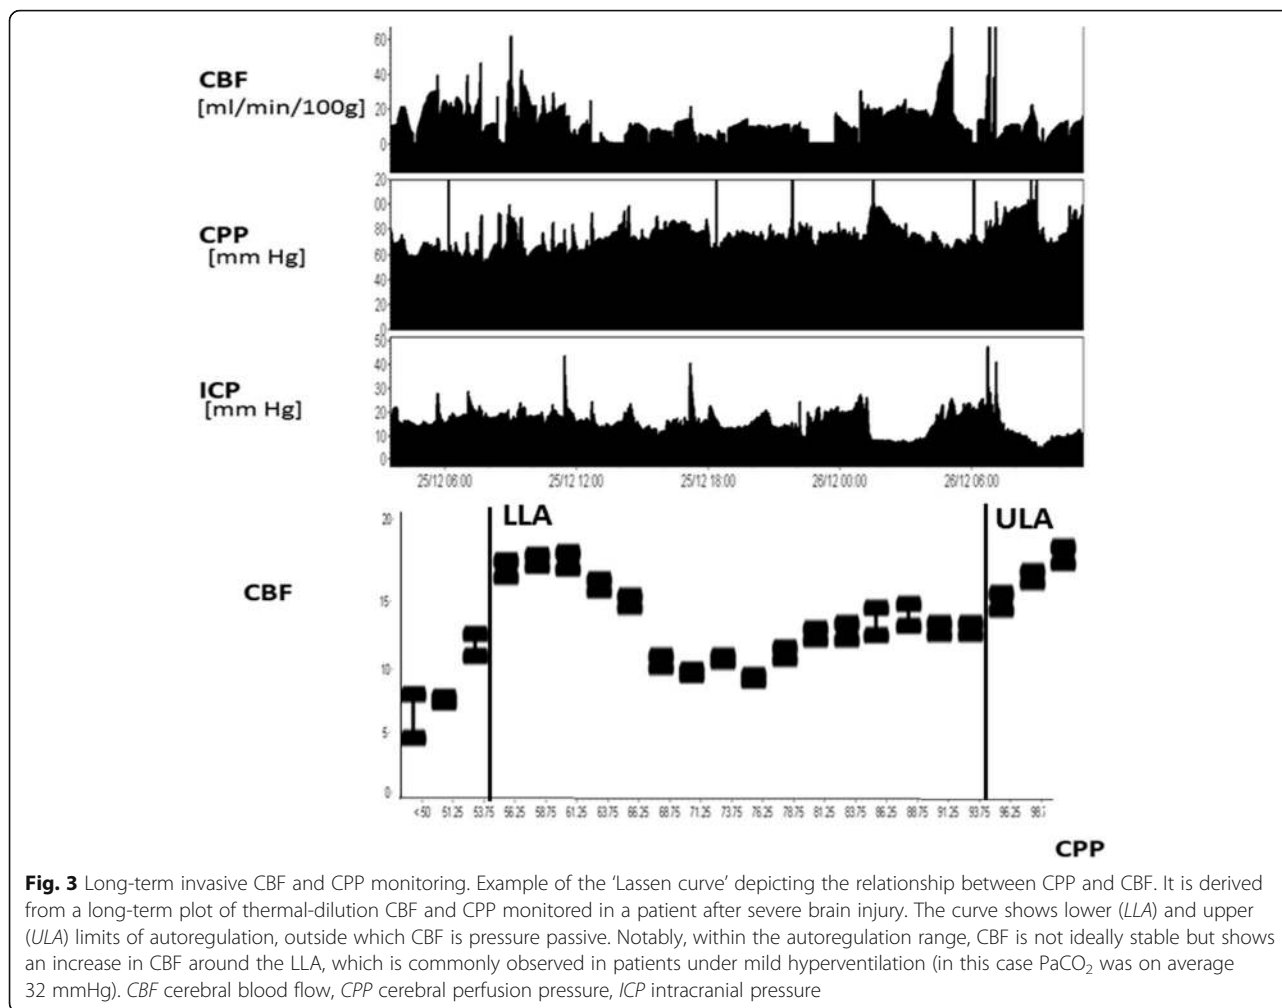 60
40
20
0
CBF
[ml/min/100g]
20
00
80
60
40
20
0
CPP
[mm Hg]
50
40
30
20
10
0
ICP
[mm Hg]
25/12 06:00 25/12 12:00 25/12 18:00 26/12 00:00 26/12 06:00
LLA ULA
20
15
10
5
0
CBF
<50 51.25 53.75 56.25 58.75 61.25 63.75 66.25 68.75 71.25 73.75 76.25 78.75 81.25 83.75 86.25 88.75 91.25 93.75 96.25 98.7
CPP
Fig. 3 Long-term invasive CBF and CPP monitoring. Example of the ‘Lassen curve’ depicting the relationship between CPP and CBF. It is derived
from a long-term plot of thermal-dilution CBF and CPP monitored in a patient after severe brain injury. The curve shows lower (LLA) and upper
(ULA) limits of autoregulation, outside which CBF is pressure passive. Notably, within the autoregulation range, CBF is not ideally stable but shows
an increase in CBF around the LLA, which is commonly observed in patients under mild hyperventilation (in this case PaCO₂ was on average
32 mmHg). CBF cerebral blood flow, CPP cerebral perfusion pressure, ICP intracranial pressure